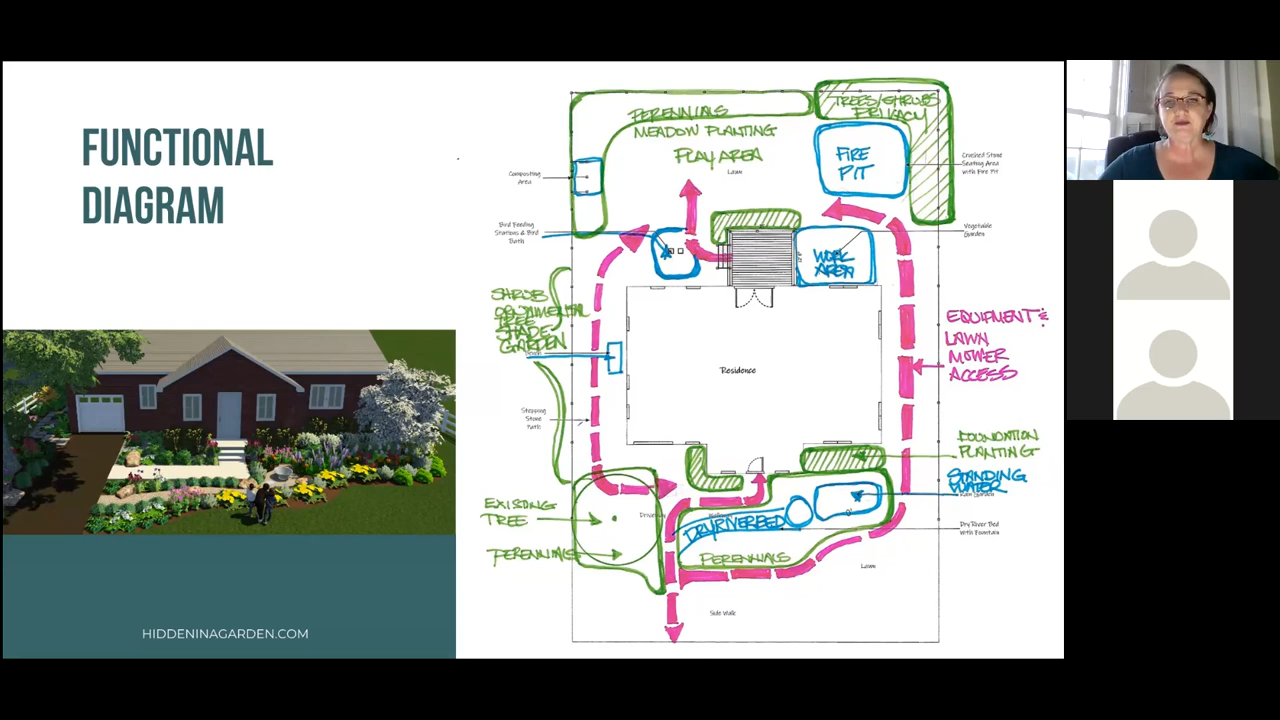 FUNCTIONAL
DIAGRAM
HIDDENINAGARDEN.COM
PERENNIALS
MEADOW PLANTING
PLAY AREA
Lawn
TREES/SHRUBS
PRIVACY
FIRE
PIT
Crushed Stone
Seating Area
with Fire Pit
Composting
Area
Bird Feeding
Stations & Bird
Bath
Vegetable
Garden
WORK
AREA
SHRUB
ORNAMENTAL
TREE
SHADE
GARDEN
Residence
EQUIPMENT &
LAWN
MOWER
ACCESS
Stepping
Stone
Path
FOUNDATION
PLANTING
STANDING
WATER
Rain Garden
EXISTING
TREE
DRY RIVER BED
Dry River Bed
with Fountain
PERENNIALS
PERENNIALS
Lawn
Side Walk